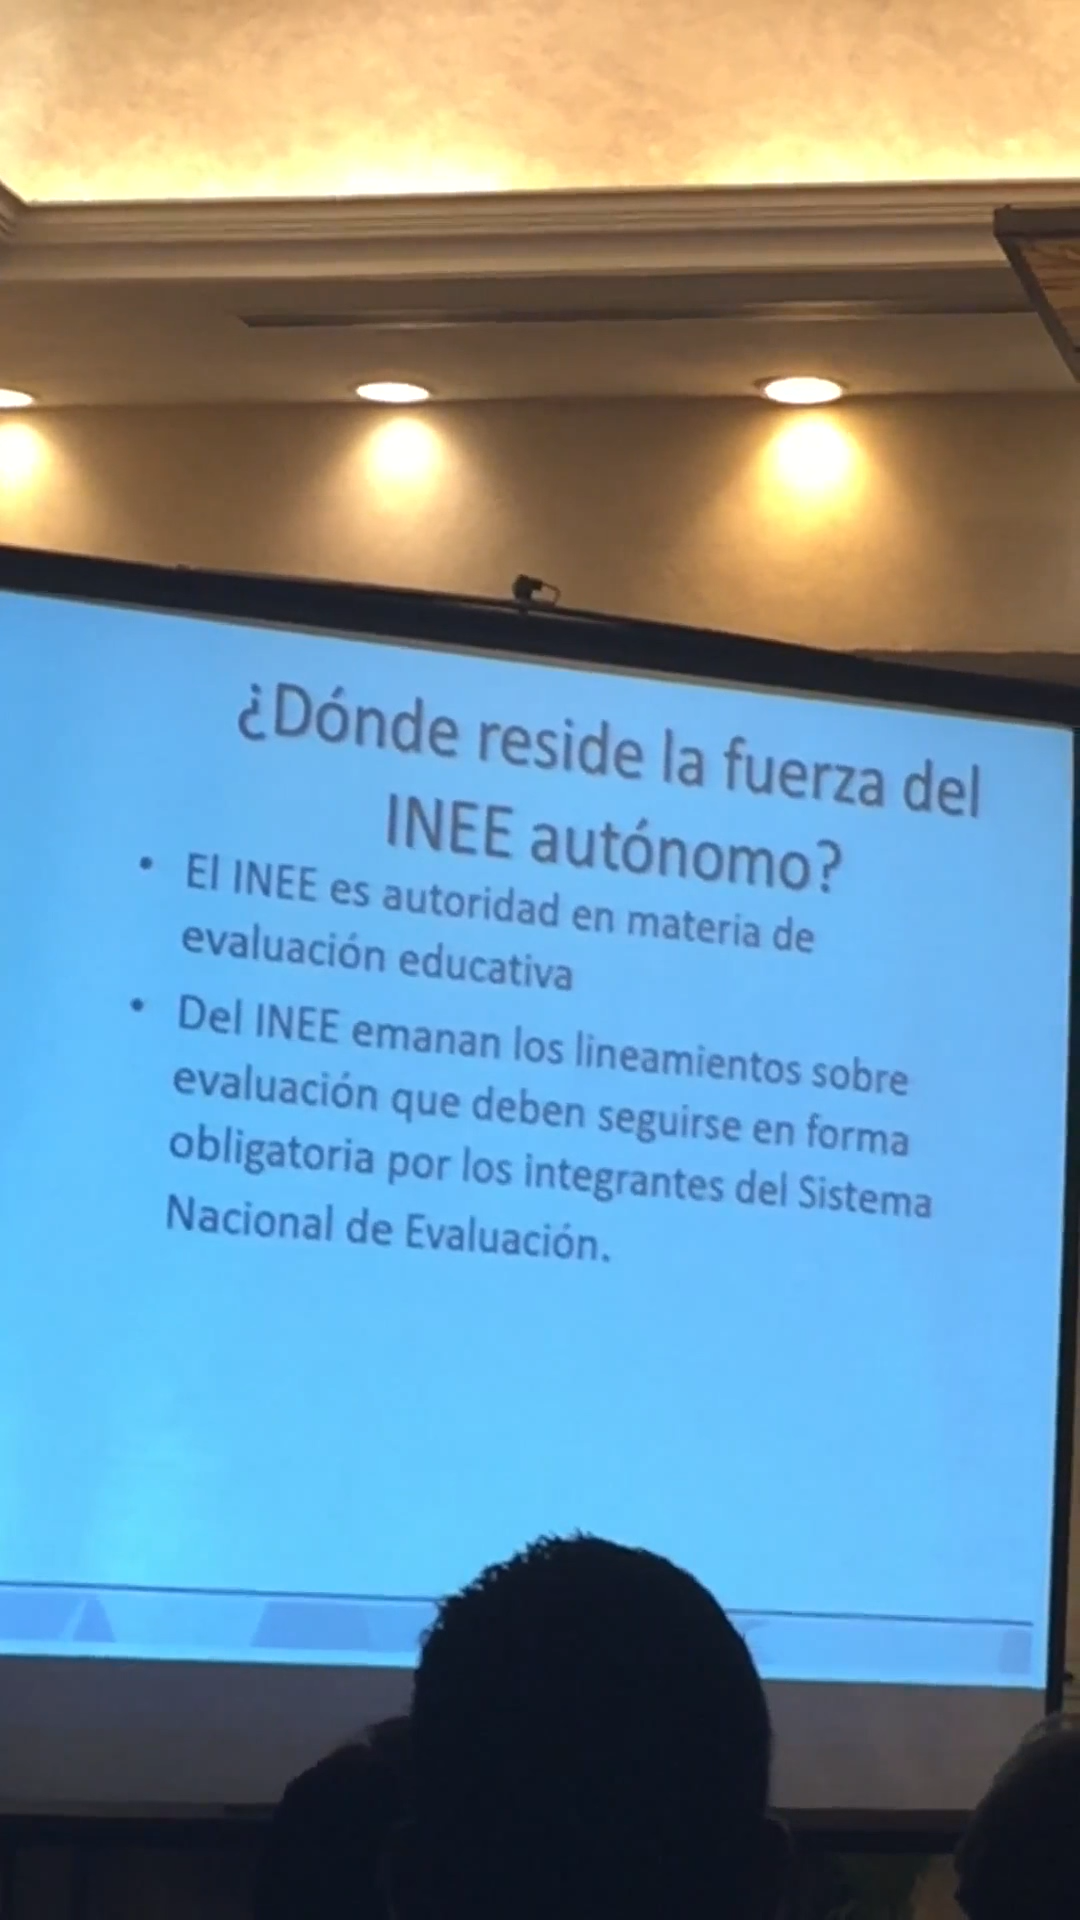 ¿Dónde reside la fuerza del
INEE autónomo?
• El INEE es autoridad en materia de
evaluación educativa
• Del INEE emanan los lineamientos sobre
evaluación que deben seguirse en forma
obligatoria por los integrantes del Sistema
Nacional de Evaluación.